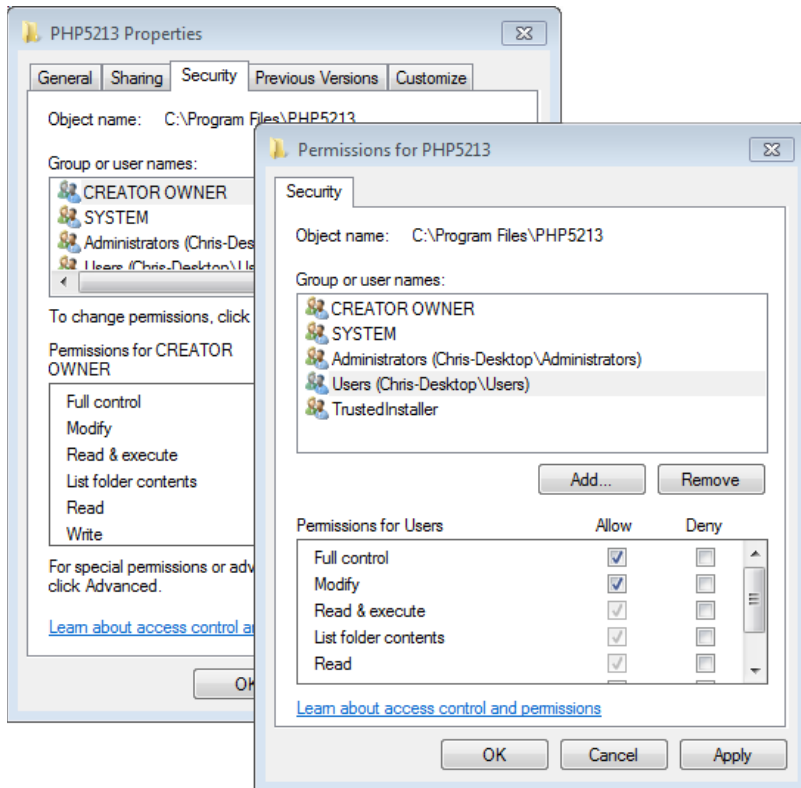 PHP5213 Properties
General Sharing Security Previous Versions Customize
Object name: C:\Program Files\PHP5213
Group or user names:
CREATOR OWNER
SYSTEM
Administrators (Chris-Des
Users (Chris-Desktop\Us
To change permissions, click
Permissions for CREATOR
OWNER
Full control
Modify
Read & execute
List folder contents
Read
Write
For special permissions or adv
click Advanced.
Learn about access control a
OK
Permissions for PHP5213
Security
Object name: C:\Program Files\PHP5213
Group or user names:
CREATOR OWNER
SYSTEM
Administrators (Chris-Desktop\Administrators)
Users (Chris-Desktop\Users)
TrustedInstaller
Add... Remove
Permissions for Users Allow Deny
Full control
Modify
Read & execute
List folder contents
Read
Learn about access control and permissions
OK Cancel Apply